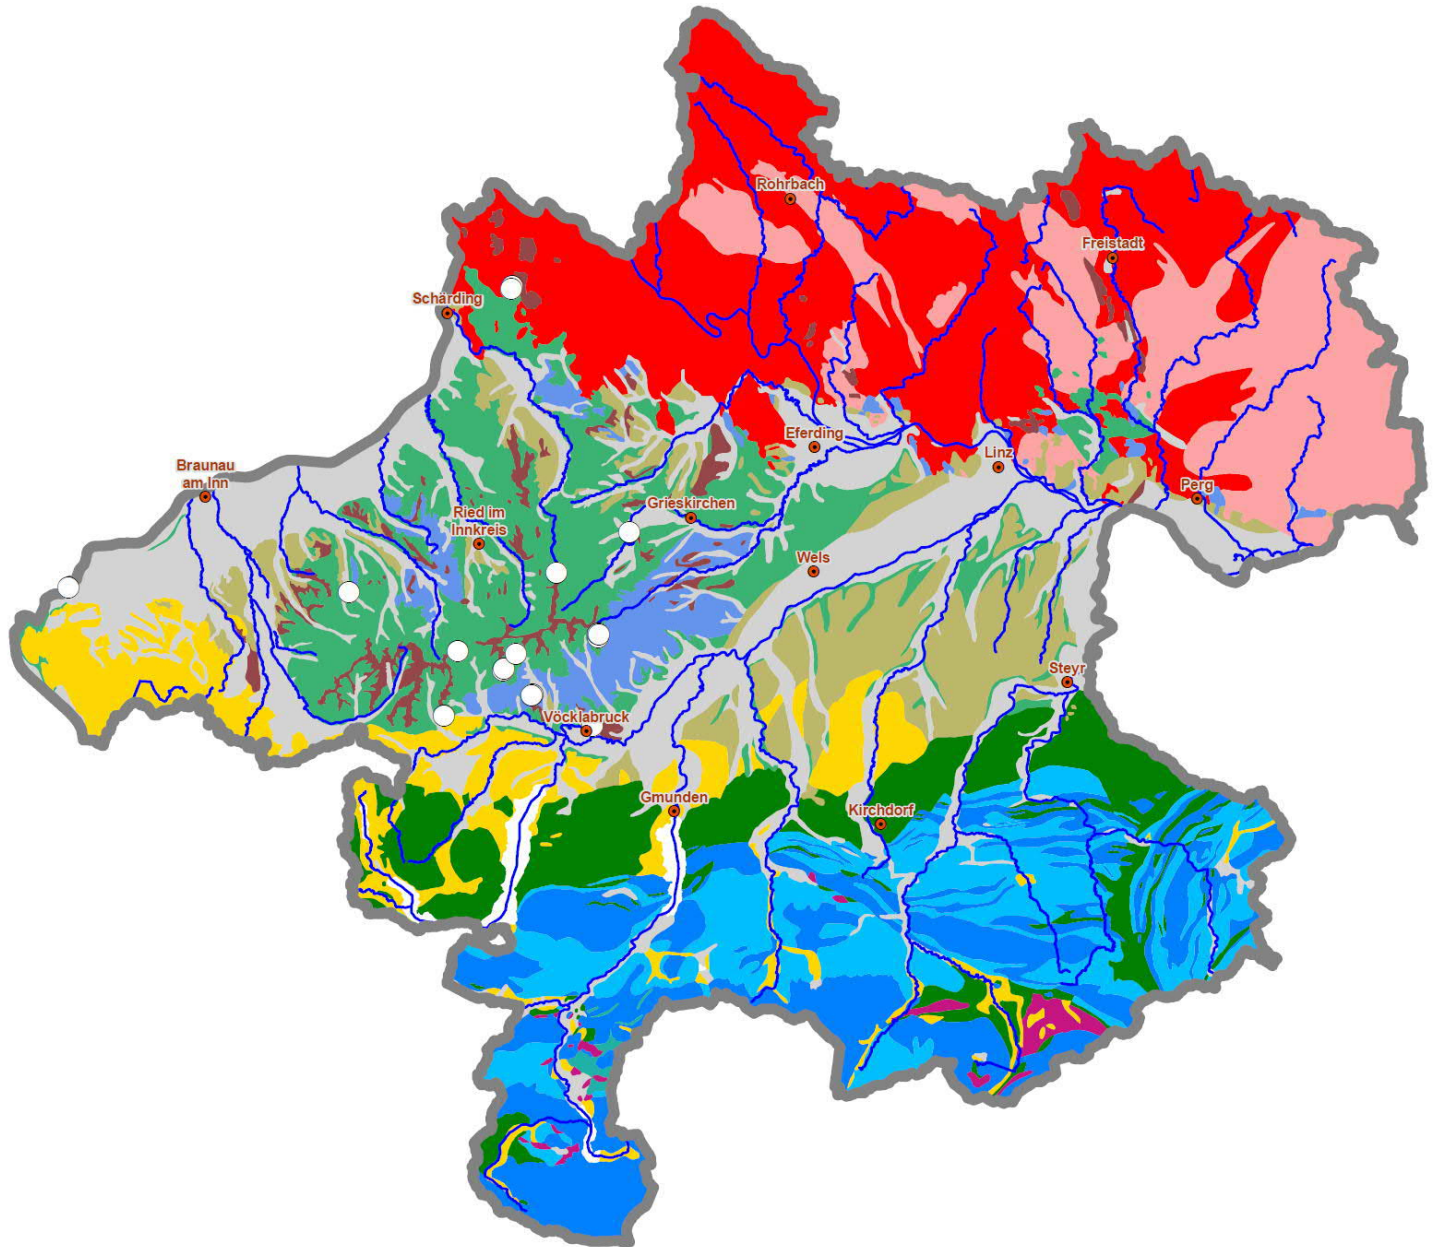 Rohrbach
Freistadt
Schärding
Eferding
Linz
Braunau
am Inn
Perg
Grieskirchen
Ried im
Innkreis
Wels
Steyr
Vöcklabruck
Gmunden
Kirchdorf